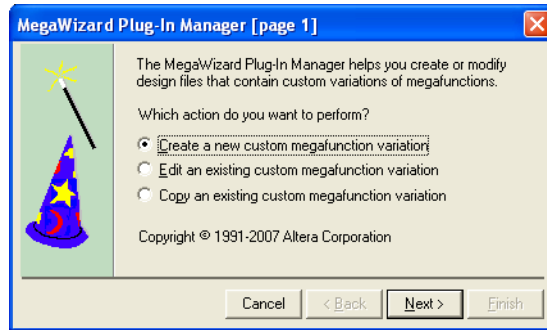 MegaWizard Plug-In Manager [page 1]
The MegaWizard Plug-In Manager helps you create or modify
design files that contain custom variations of megafunctions.
Which action do you want to perform?
Create a new custom megafunction variation
Edit an existing custom megafunction variation
Copy an existing custom megafunction variation
Copyright © 1991-2007 Altera Corporation
Cancel < Back Next > Finish